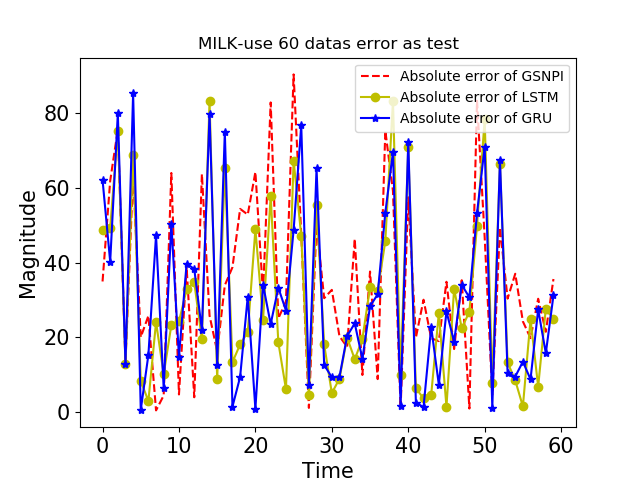 MILK-use 60 datas error as test
Absolute error of GSNPI
Absolute error of LSTM
Absolute error of GRU
Magnitude
80
60
40
20
0
0 10 20 30 40 50 60
Time